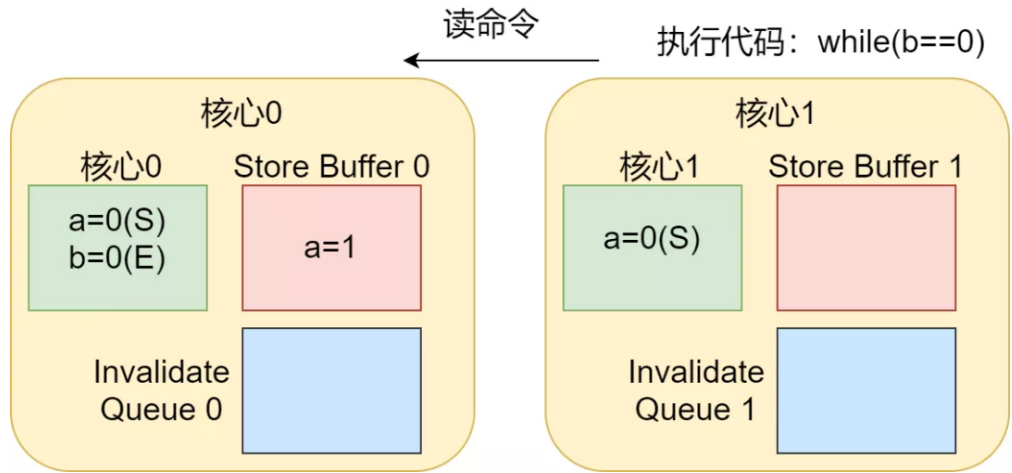 读命令
执行代码：while(b==0)
核心0
核心0
Store Buffer 0
a=0(S)
b=0(E)
a=1
Invalidate
Queue 0
核心1
核心1
Store Buffer 1
a=0(S)
Invalidate
Queue 1